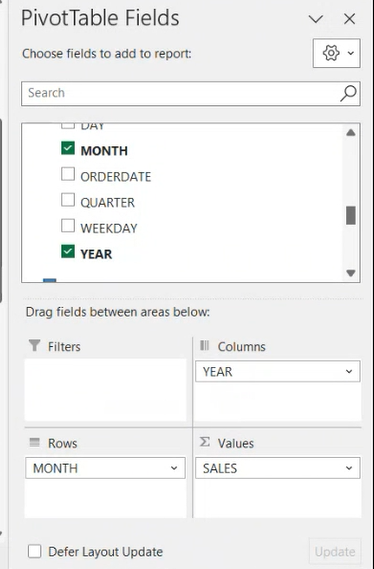 PivotTable Fields
Choose fields to add to report:
Search
DAY
MONTH
ORDERDATE
QUARTER
WEEKDAY
YEAR
Drag fields between areas below:
Filters
Columns
YEAR
Rows
Values
MONTH
SALES
Defer Layout Update
Update